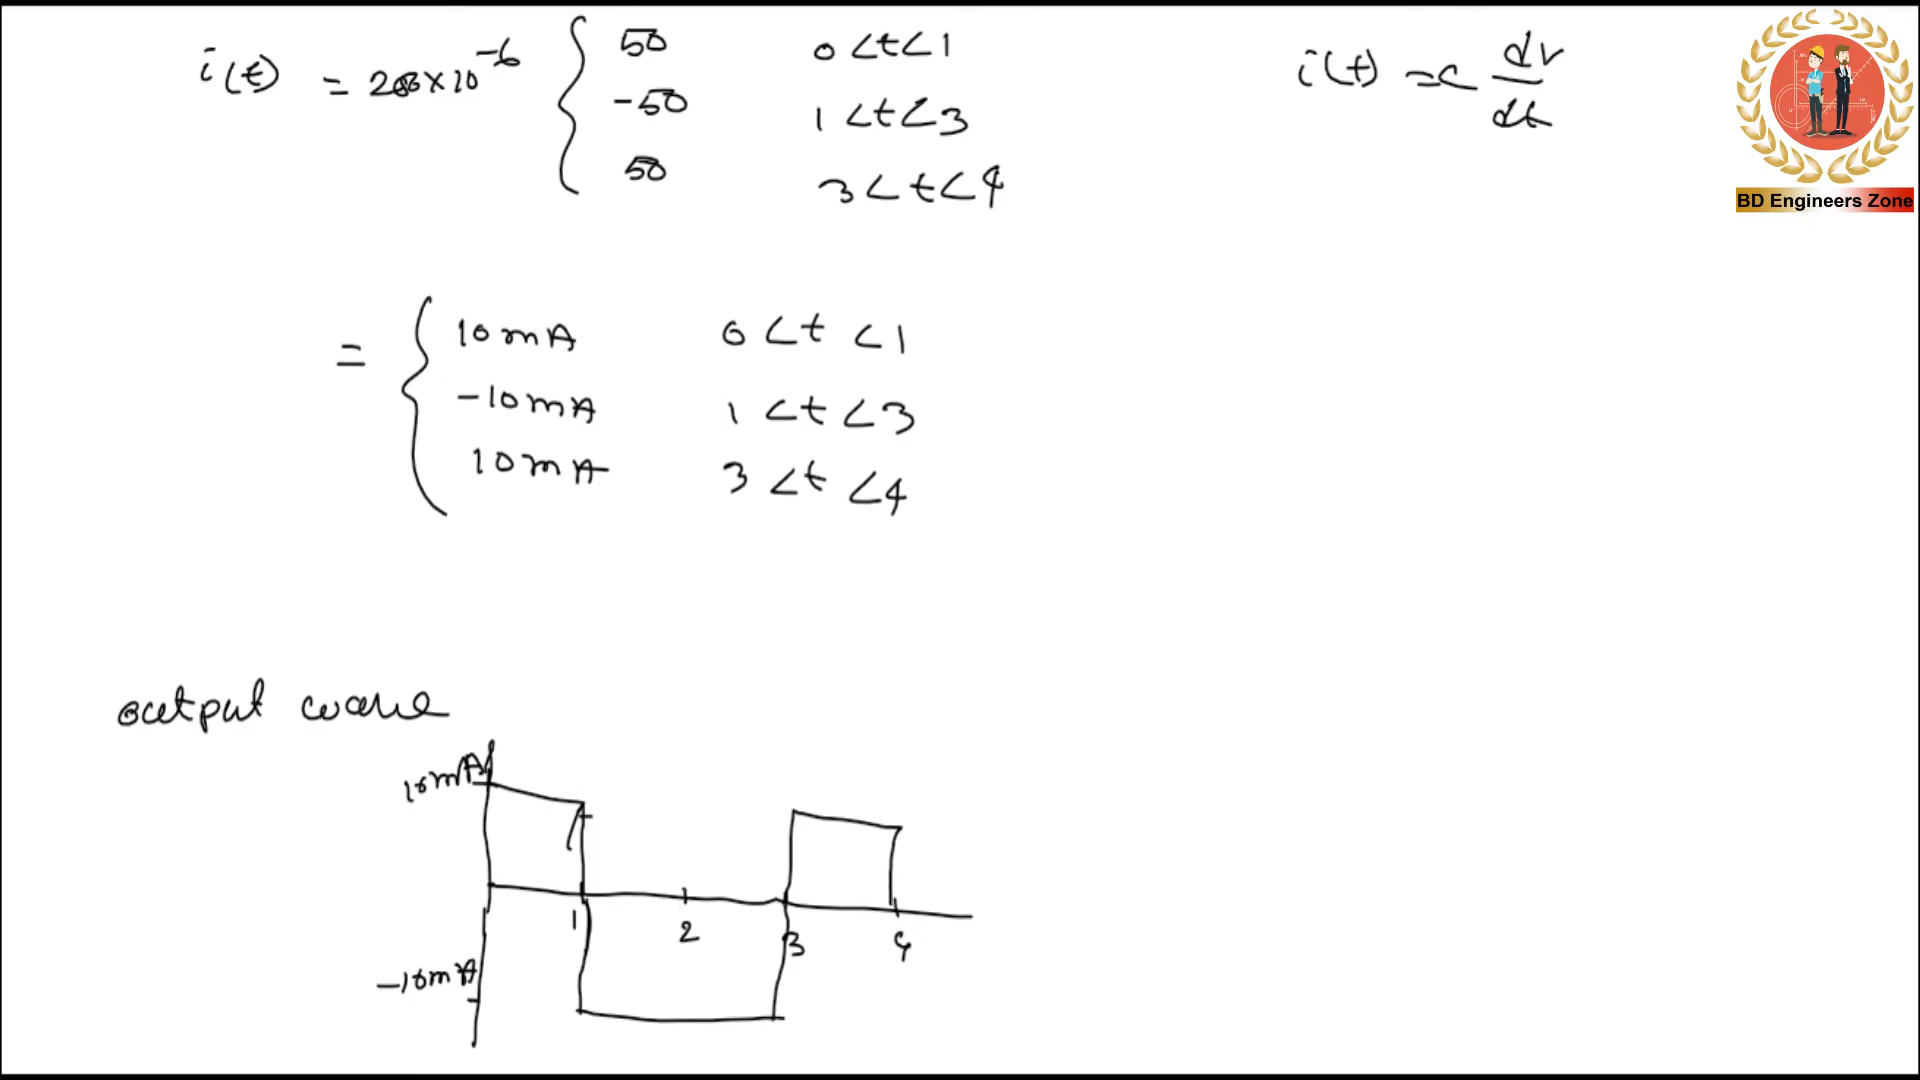 i(t) = 200×10⁻⁶ { 50 0<t<1
-50 1<t<3
50 3<t<4
i(t) = c dv/dt
BD Engineers Zone
= { 10mA 0<t<1
-10mA 1<t<3
10mA 3<t<4
output wave
10mA
1 2 3 4
-10mA